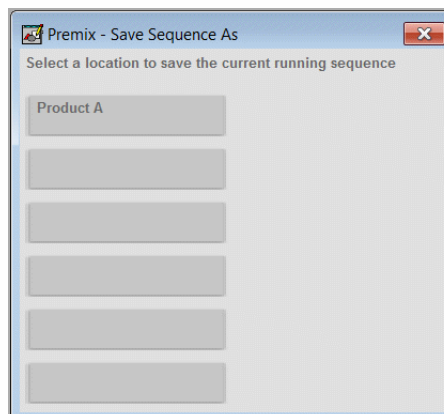 Premix - Save Sequence As
Select a location to save the current running sequence
Product A